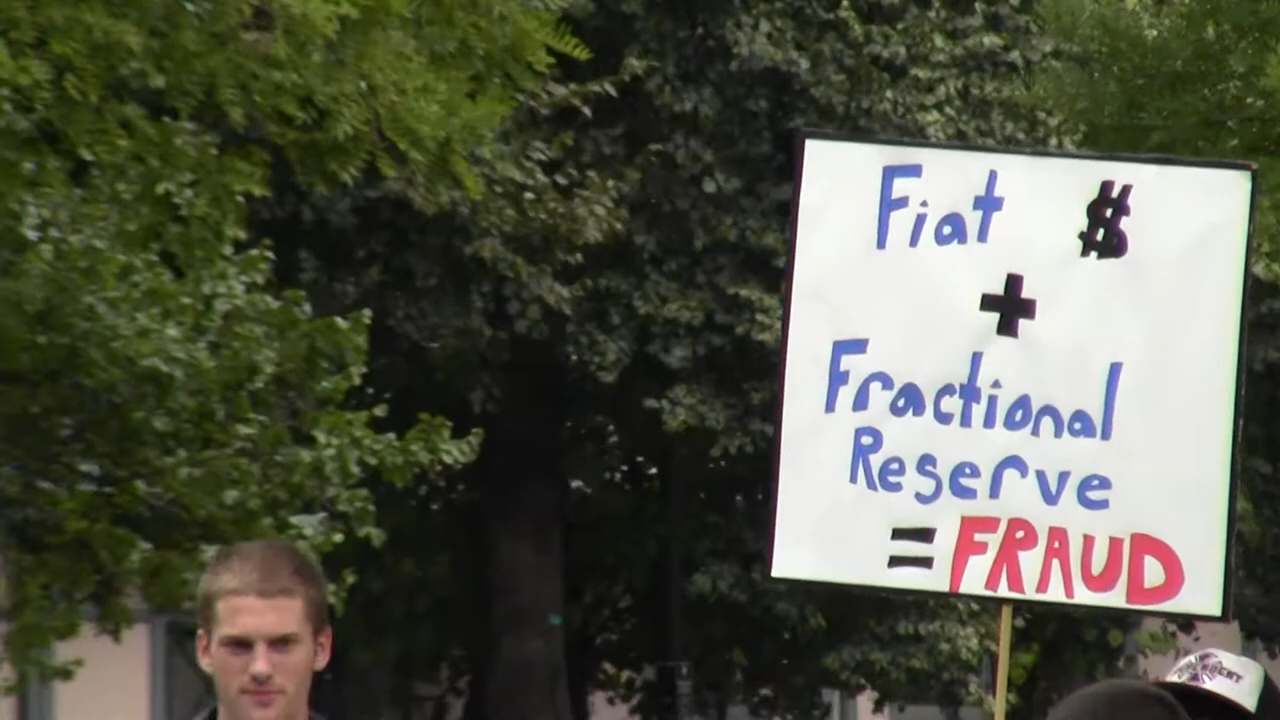 Fiat $
+
Fractional
Reserve
= FRAUD